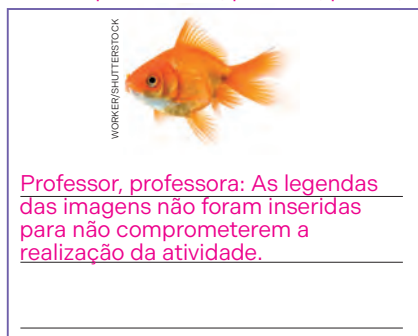 WORKER/SHUTTERSTOCK
Professor, professora: As legendas
das imagens não foram inseridas
para não comprometerem a
realização da atividade.